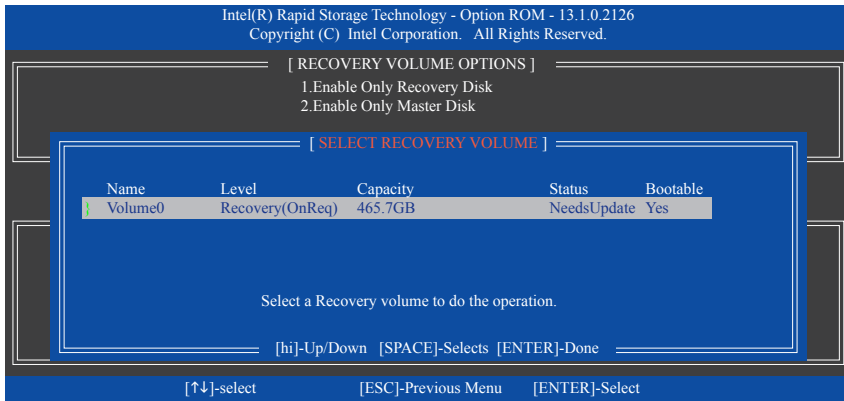 Intel(R) Rapid Storage Technology - Option ROM - 13.1.0.2126
Copyright (C) Intel Corporation. All Rights Reserved.
[ RECOVERY VOLUME OPTIONS ]
1.Enable Only Recovery Disk
2.Enable Only Master Disk
[ SELECT RECOVERY VOLUME ]
Name Level Capacity Status Bootable
Volume0 Recovery(OnReq) 465.7GB NeedsUpdate Yes
Select a Recovery volume to do the operation.
[hi]-Up/Down [SPACE]-Selects [ENTER]-Done
[↑↓]-select [ESC]-Previous Menu [ENTER]-Select